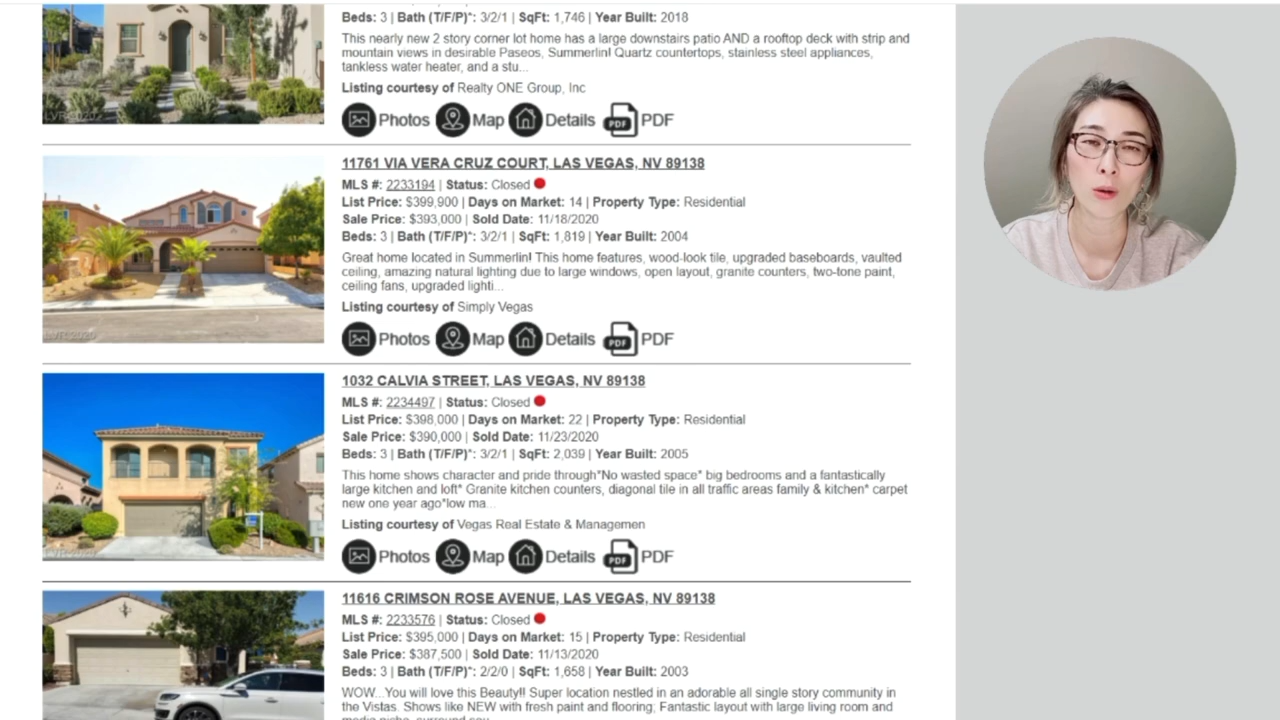 Beds: 3 | Bath (T/F/P)*: 3/2/1 | SqFt: 1,746 | Year Built: 2018
This nearly new 2 story corner lot home has a large downstairs patio AND a rooftop deck with strip and
mountain views in desirable Paseos, Summerlin! Quartz countertops, stainless steel appliances,
tankless water heater, and a stu...
Listing courtesy of Realty ONE Group, Inc
Photos Map Details PDF PDF
11761 VIA VERA CRUZ COURT, LAS VEGAS, NV 89138
MLS #: 2233194 | Status: Closed
List Price: $399,900 | Days on Market: 14 | Property Type: Residential
Sale Price: $393,000 | Sold Date: 11/18/2020
Beds: 3 | Bath (T/F/P)*: 3/2/1 | SqFt: 1,819 | Year Built: 2004
Great home located in Summerlin! This home features, wood-look tile, upgraded baseboards, vaulted
ceiling, amazing natural lighting due to large windows, open layout, granite counters, two-tone paint,
ceiling fans, upgraded lighti...
Listing courtesy of Simply Vegas
Photos Map Details PDF PDF
1032 CALVIA STREET, LAS VEGAS, NV 89138
MLS #: 2234497 | Status: Closed
List Price: $398,000 | Days on Market: 22 | Property Type: Residential
Sale Price: $390,000 | Sold Date: 11/23/2020
Beds: 3 | Bath (T/F/P)*: 3/2/1 | SqFt: 2,039 | Year Built: 2005
This home shows character and pride through*No wasted space* big bedrooms and a fantastically
large kitchen and loft* Granite kitchen counters, diagonal tile in all traffic areas family & kitchen* carpet
new one year ago*low ma...
Listing courtesy of Vegas Real Estate & Managemen
Photos Map Details PDF PDF
11616 CRIMSON ROSE AVENUE, LAS VEGAS, NV 89138
MLS #: 2233576 | Status: Closed
List Price: $395,000 | Days on Market: 15 | Property Type: Residential
Sale Price: $387,500 | Sold Date: 11/13/2020
Beds: 3 | Bath (T/F/P)*: 2/2/0 | SqFt: 1,658 | Year Built: 2003
WOW...You will love this Beauty!! Super location nestled in an adorable all single story community in
the Vistas. Shows like NEW with fresh paint and flooring; Fantastic layout with large living room and